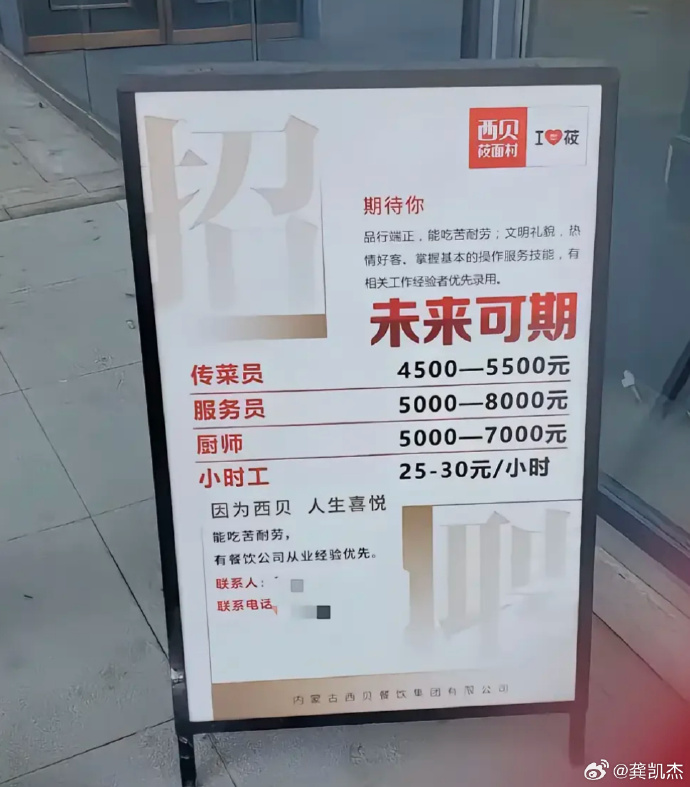 招
西贝
莜面村
I莜
期待你
品行端正，能吃苦耐劳；文明礼貌，热
情好客。掌握基本的操作服务技能，有
相关工作经验者优先录用。
未来可期
传菜员 4500—5500元
服务员 5000—8000元
厨师 5000—7000元
小时工 25-30元/小时
因为西贝 人生喜悦
能吃苦耐劳，
有餐饮公司从业经验优先。
联系人：
联系电话
内蒙古西贝餐饮集团有限公司
@龚凯杰